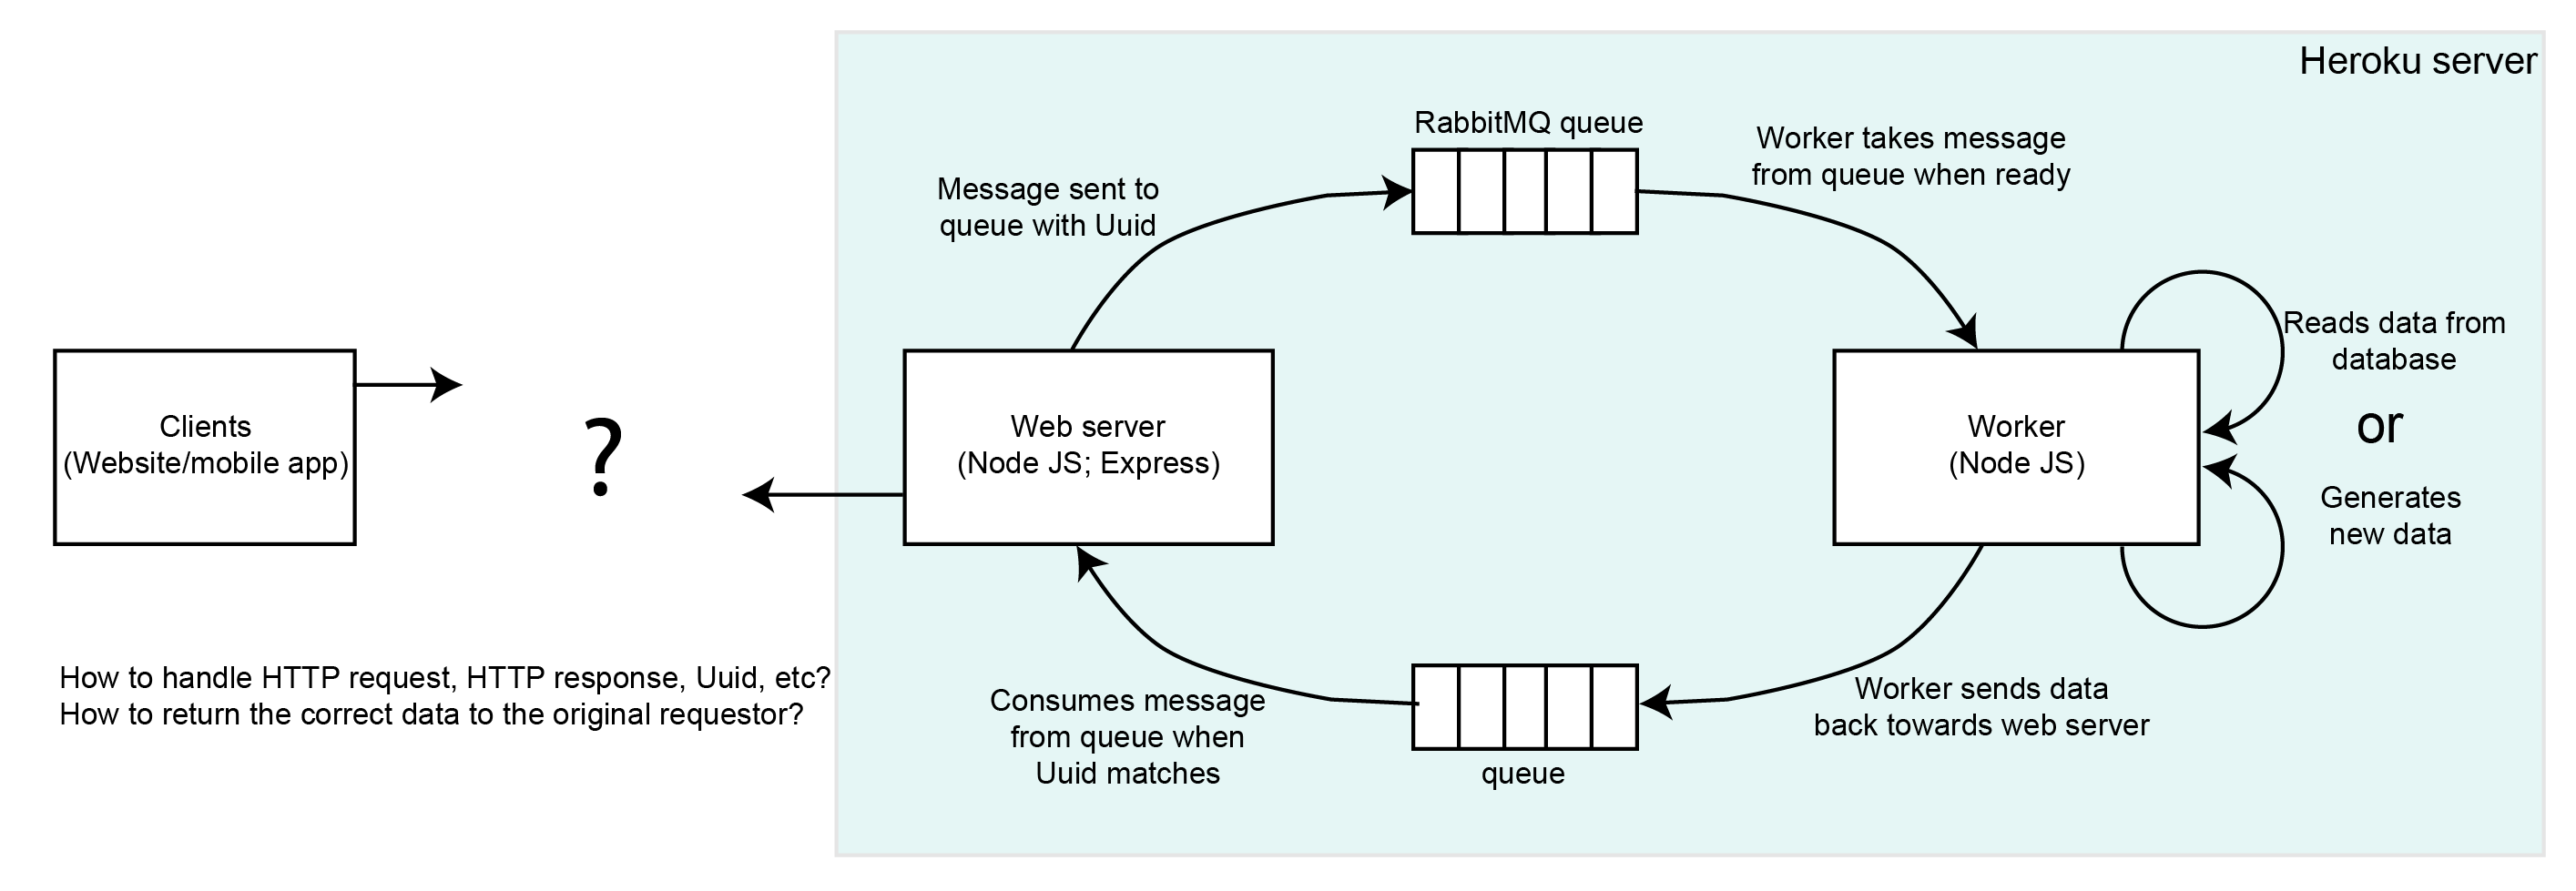 Heroku server
RabbitMQ queue
Message sent to
queue with Uuid
Worker takes message
from queue when ready
Clients
(Website/mobile app)
?
Web server
(Node JS; Express)
Worker
(Node JS)
Reads data from
database
or
Generates
new data
How to handle HTTP request, HTTP response, Uuid, etc?
How to return the correct data to the original requestor?
Consumes message
from queue when
Uuid matches
queue
Worker sends data
back towards web server